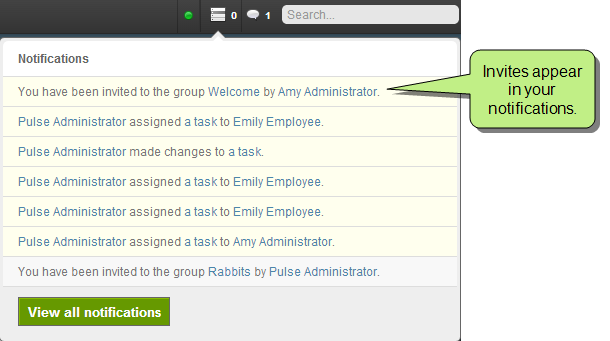 0 1 Search...
Notifications
You have been invited to the group Welcome by Amy Administrator.
Pulse Administrator assigned a task to Emily Employee.
Pulse Administrator made changes to a task.
Pulse Administrator assigned a task to Emily Employee.
Pulse Administrator assigned a task to Emily Employee.
Pulse Administrator assigned a task to Amy Administrator.
You have been invited to the group Rabbits by Pulse Administrator.
View all notifications
Invites appear
in your
notifications.